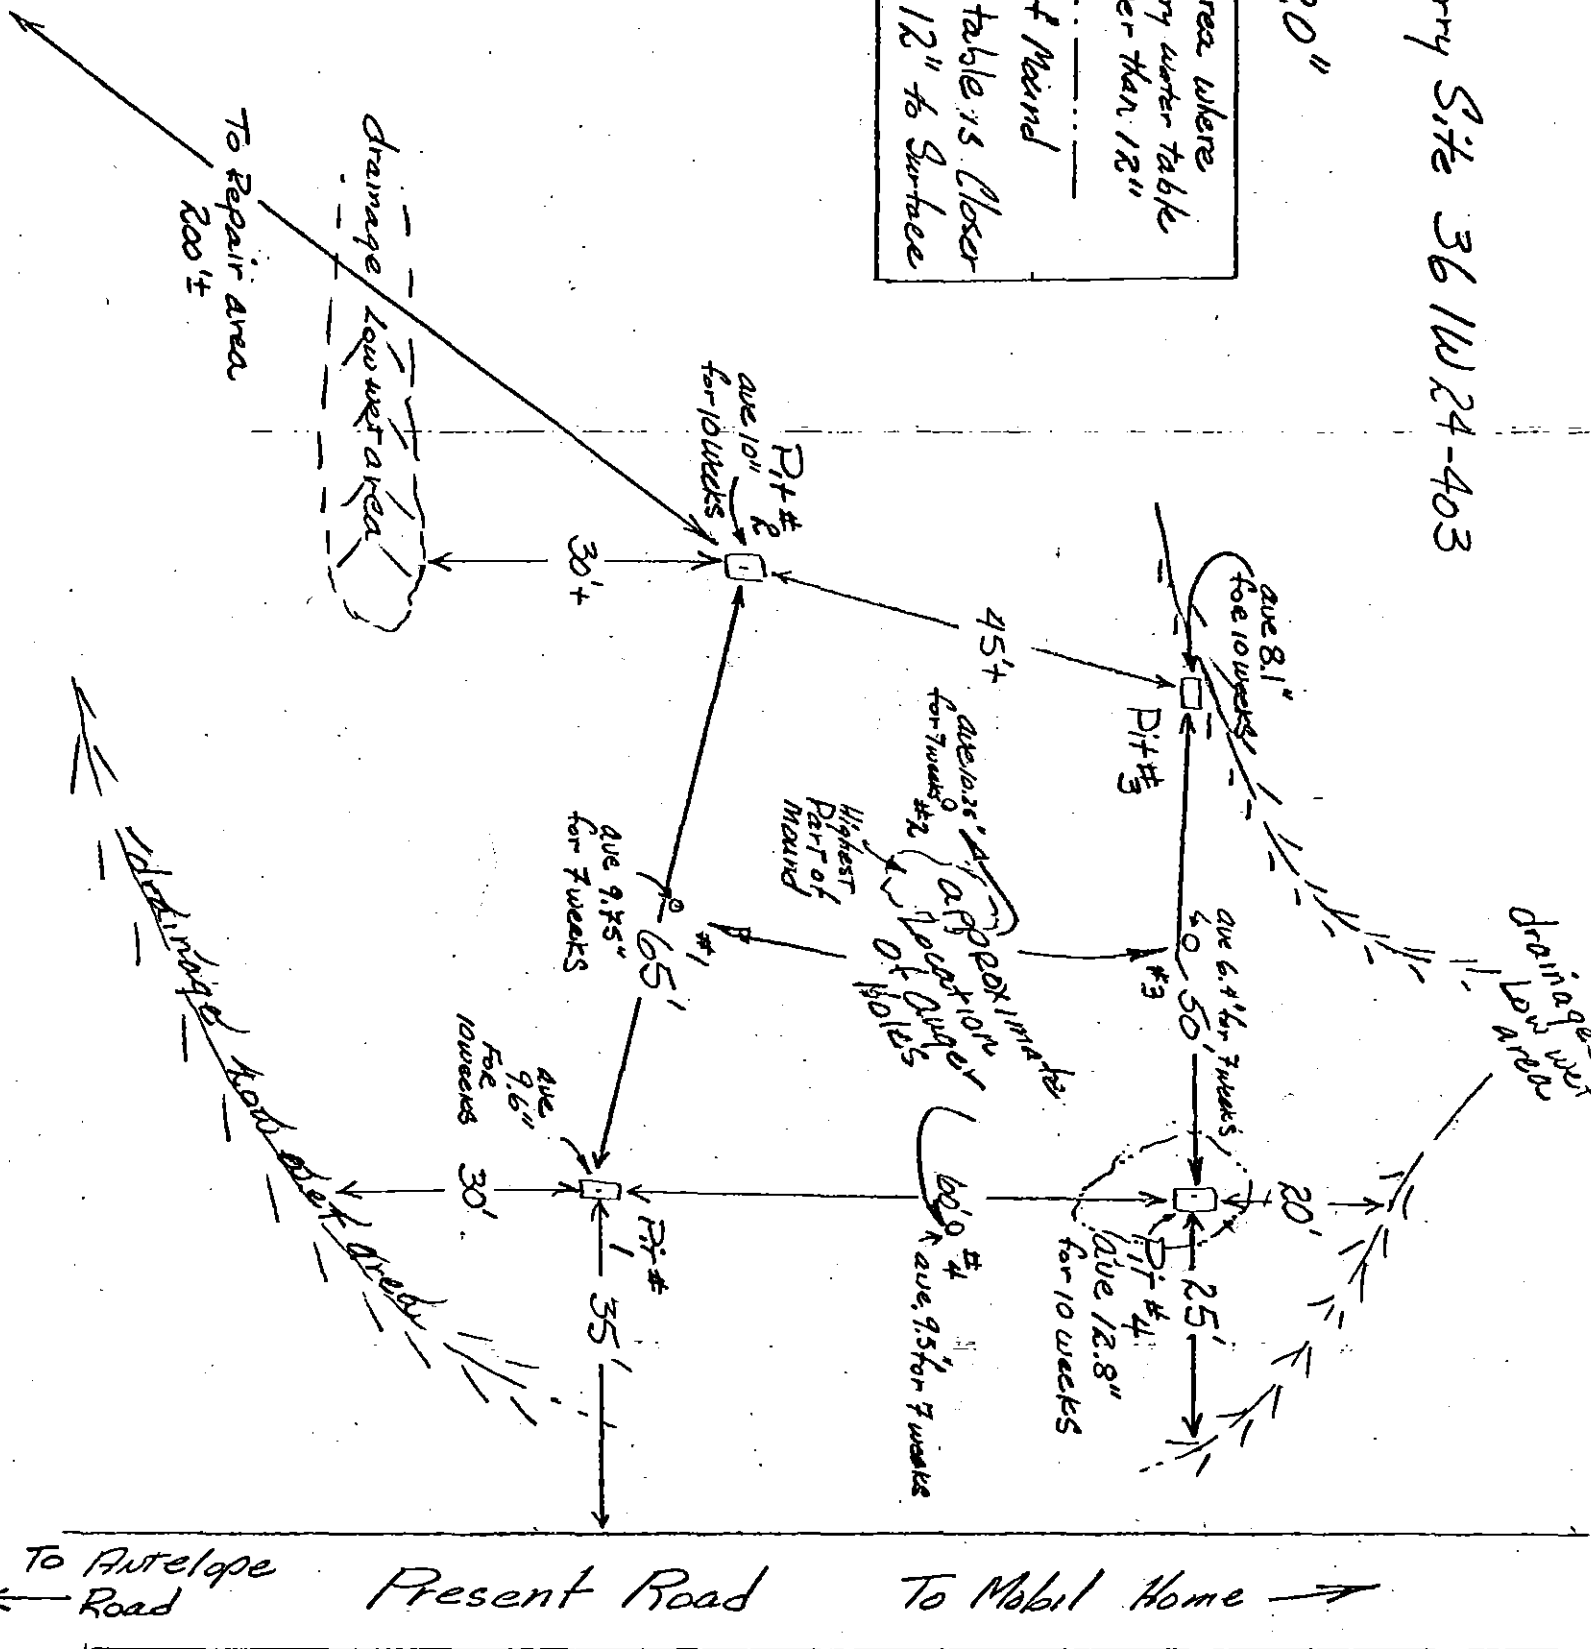 rry Site 36 1W 24-403
20"
rea where
ry water table
er than 12"
f Mound
table is Closer
12" to Surface
drainage Low wet area
To Repair area
200'±
Pit #
2
ave 10"
for 10 weeks
30'+
45'+
ave 8.1"
for 10 weeks
Pit #
3
ave 10.25"
for 7 weeks
#2
Highest
Part of
Mound
approximate
Location
Of auger
Holes
ave 6.4" for 7 weeks
#3
50'
drainage
Low wet
area
#1
ave 9.75"
for 7 weeks
65'
ave
9.6"
For
10 weeks
30'
Pit #
1
35'
60'
#4
ave. 9.5" for 7 weeks
20'
Pit #4
ave 12.8"
for 10 weeks
25'
drainage Low wet area
To Antelope
Road
Present Road
To Mobil Home